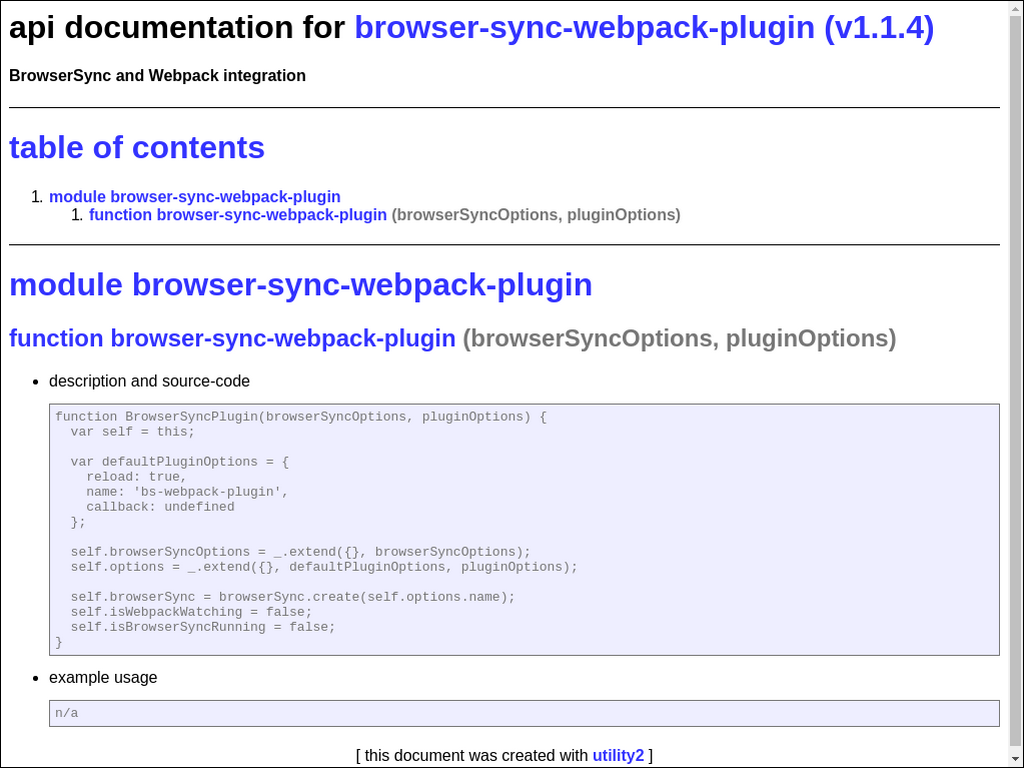 api documentation for browser-sync-webpack-plugin (v1.1.4)
BrowserSync and Webpack integration
table of contents
1. module browser-sync-webpack-plugin
1. function browser-sync-webpack-plugin (browserSyncOptions, pluginOptions)
module browser-sync-webpack-plugin
function browser-sync-webpack-plugin (browserSyncOptions, pluginOptions)
• description and source-code
function BrowserSyncPlugin(browserSyncOptions, pluginOptions) {
  var self = this;

  var defaultPluginOptions = {
    reload: true,
    name: 'bs-webpack-plugin',
    callback: undefined
  };

  self.browserSyncOptions = _.extend({}, browserSyncOptions);
  self.options = _.extend({}, defaultPluginOptions, pluginOptions);

  self.browserSync = browserSync.create(self.options.name);
  self.isWebpackWatching = false;
  self.isBrowserSyncRunning = false;
}
• example usage
n/a
[ this document was created with utility2 ]